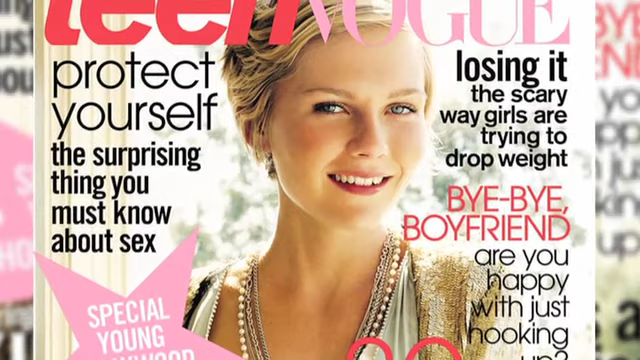 teen VOGUE
protect
yourself
the surprising
thing you
must know
about sex
losing it
the scary
way girls are
trying to
drop weight
BYE-BYE,
BOYFRIEND
are you
happy
with just
hooking
SPECIAL
YOUNG